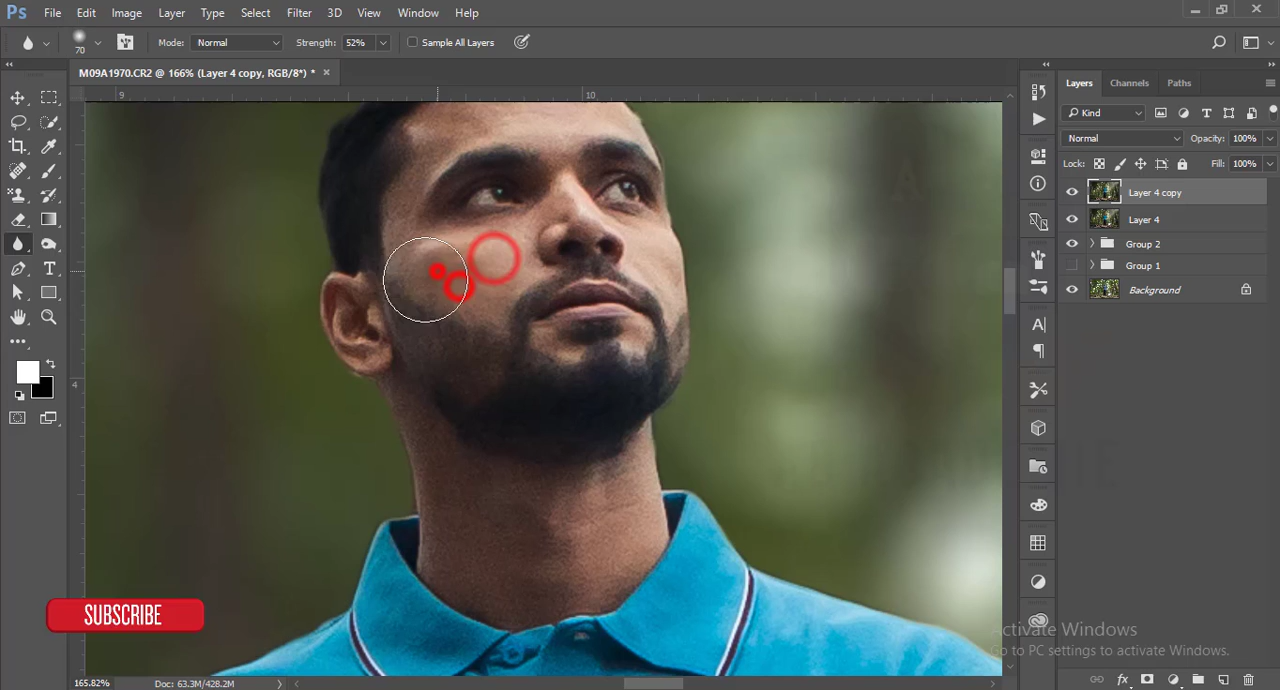 Ps File Edit Image Layer Type Select Filter 3D View Window Help
70 Mode: Normal Strength: 52% Sample All Layers
M09A1970.CR2 @ 166% (Layer 4 copy, RGB/8*) * ×
9 10
4
Layers Channels Paths
Kind
Normal Opacity: 100%
Lock: Fill: 100%
Layer 4 copy
Layer 4
Group 2
Group 1
Background
SUBSCRIBE
Activate Windows
Go to PC settings to activate Windows.
165.82% Doc: 63.3M/428.2M